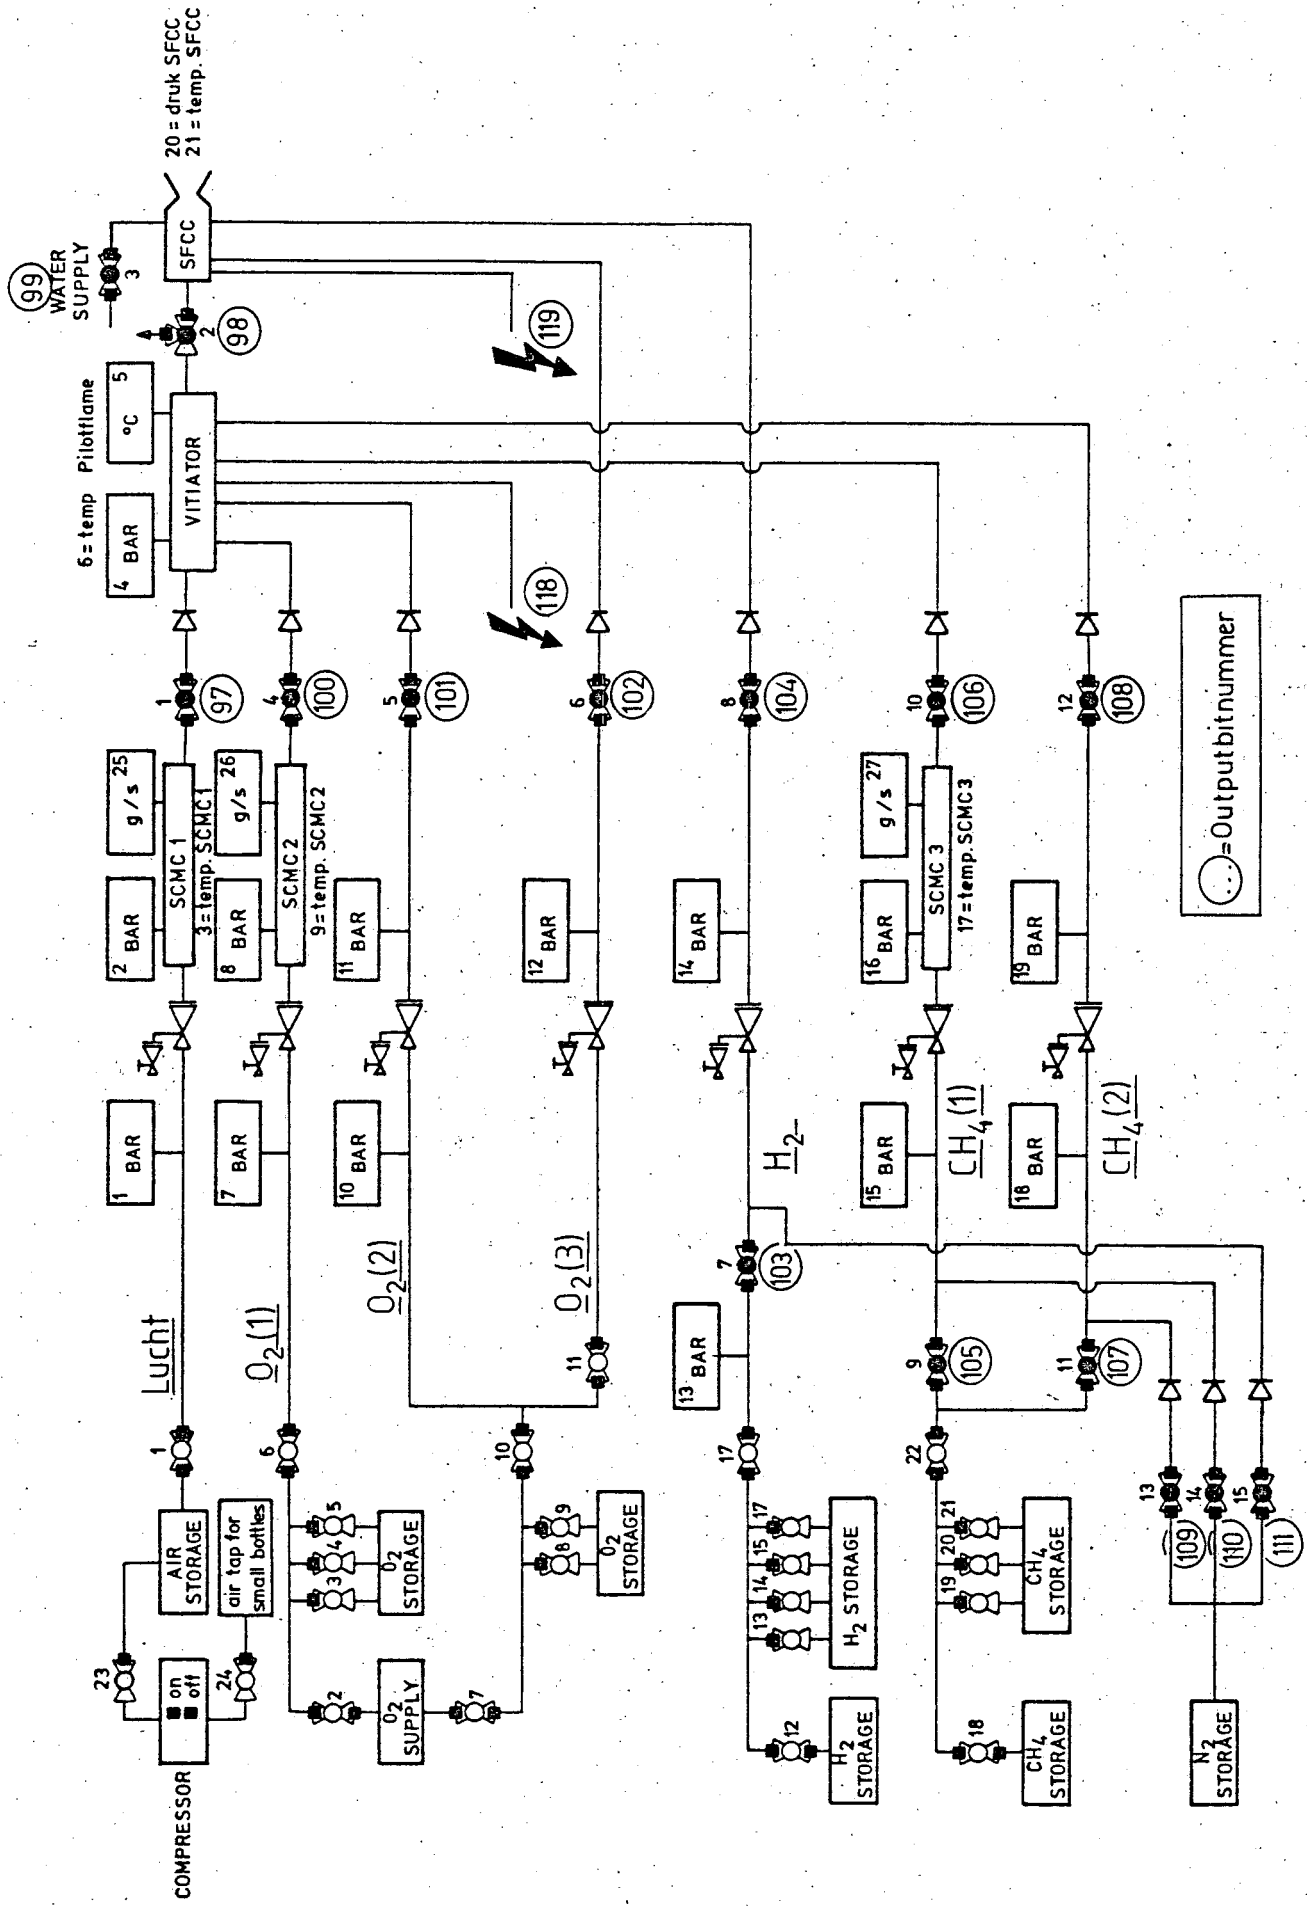 20 = druk SFCC
21 = temp. SFCC
99
WATER
SUPPLY
3
SFCC
2
98
6 = temp Pilotflame
4 BAR
°C 5
VITIATOR
119
118
1
97
4
100
5
101
6
102
8
104
10
106
12
108
2 BAR
g/s 25
SCMC 1
3 = temp. SCMC1
8 BAR
g/s 26
SCMC 2
9 = temp. SCMC2
11 BAR
12 BAR
14 BAR
16 BAR
g/s 27
SCMC 3
17 = temp. SCMC3
19 BAR
1 BAR
7 BAR
10 BAR
15 BAR
18 BAR
Lucht
O2(1)
O2(2)
O2(3)
H2
CH4(1)
CH4(2)
7
103
13 BAR
11
9
105
11
107
1
6
10
17
22
13
109
14
110
15
111
AIR
STORAGE
air tap for
small bottles
3 4 5
O2
STORAGE
8 9
O2
STORAGE
13 14 15 17
H2 STORAGE
19 20 21
CH4
STORAGE
23
24
on
off
COMPRESSOR
2
O2
SUPPLY
7
12
H2
STORAGE
18
CH4
STORAGE
N2
STORAGE
... = Outputbitnummer